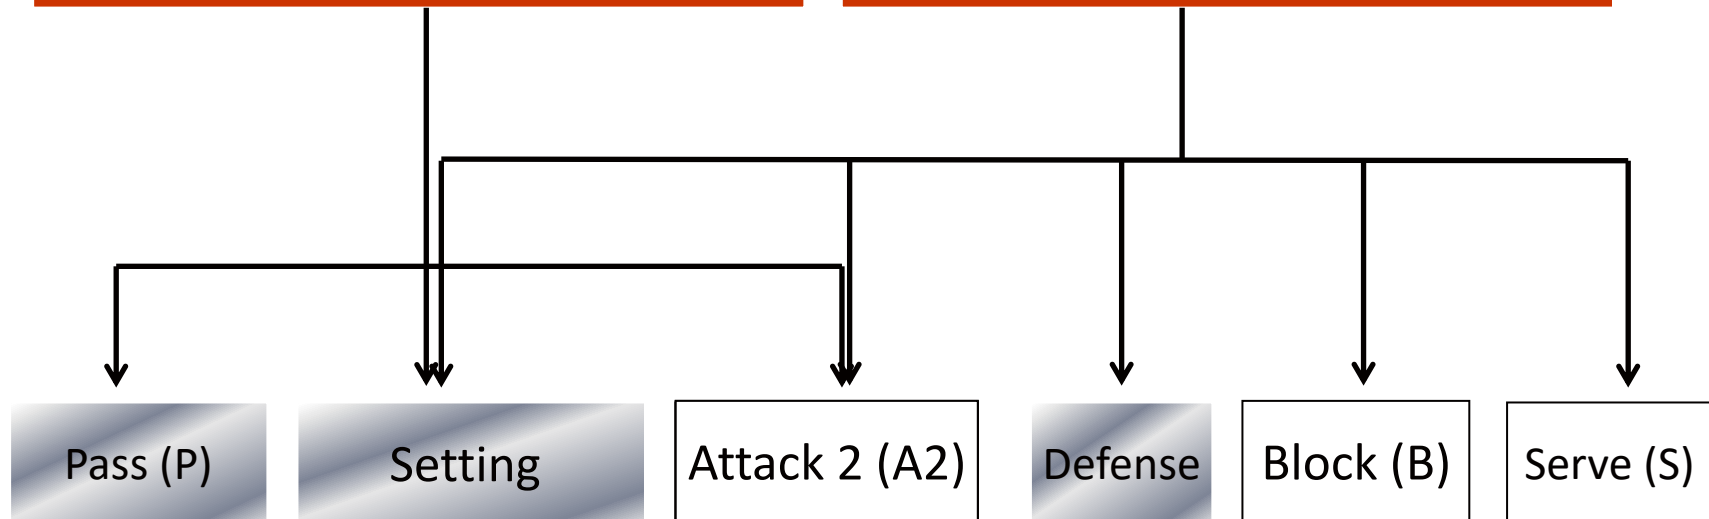 Pass (P)
Setting
Attack 2 (A2)
Defense
Block (B)
Serve (S)